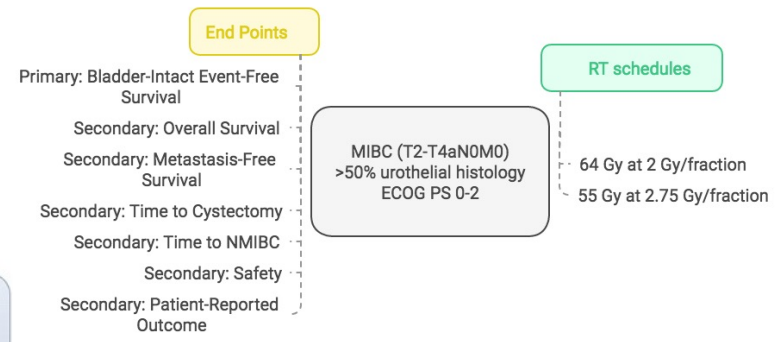 End Points
Primary: Bladder-Intact Event-Free
Survival
Secondary: Overall Survival
Secondary: Metastasis-Free
Survival
Secondary: Time to Cystectomy
Secondary: Time to NMIBC
Secondary: Safety
Secondary: Patient-Reported
Outcome
MIBC (T2-T4aN0M0)
>50% urothelial histology
ECOG PS 0-2
RT schedules
64 Gy at 2 Gy/fraction
55 Gy at 2.75 Gy/fraction